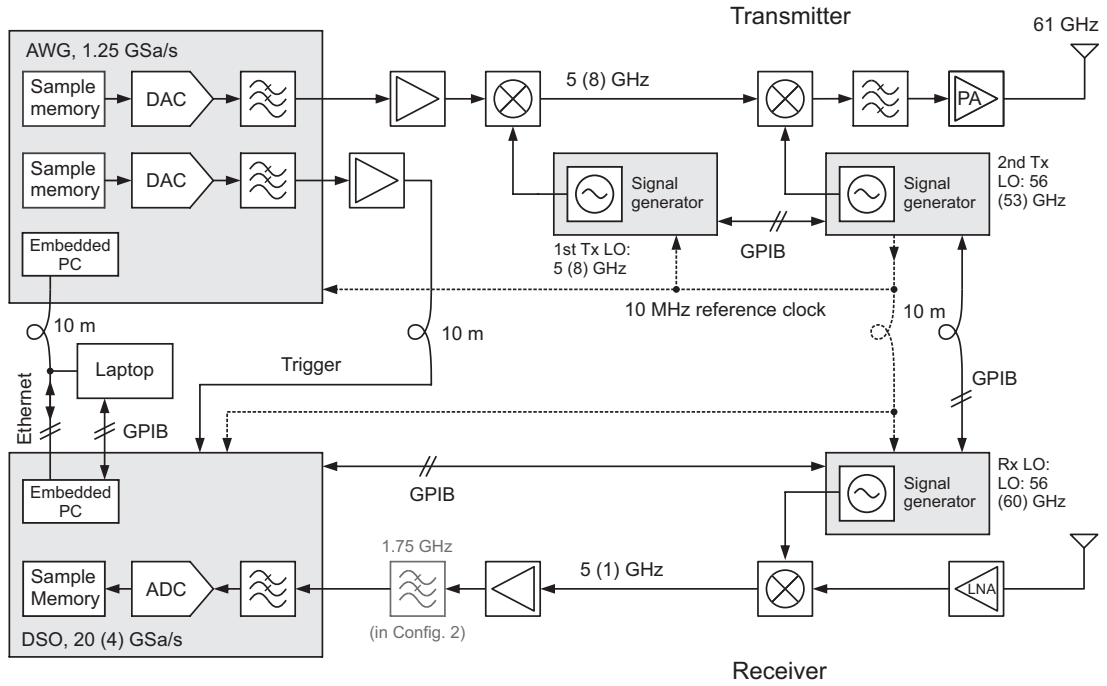 Transmitter
61 GHz
AWG, 1.25 GSa/s
Sample
memory
DAC
5 (8) GHz
PA
Sample
memory
DAC
Signal
generator
Signal
generator
2nd Tx
LO: 56
(53) GHz
GPIB
1st Tx LO:
5 (8) GHz
Embedded
PC
10 MHz reference clock
10 m
10 m
10 m
Trigger
Laptop
Ethernet
GPIB
GPIB
Embedded
PC
GPIB
Signal
generator
Rx LO:
LO: 56
(60) GHz
1.75 GHz
5 (1) GHz
Sample
Memory
ADC
LNA
(in Config. 2)
DSO, 20 (4) GSa/s
Receiver